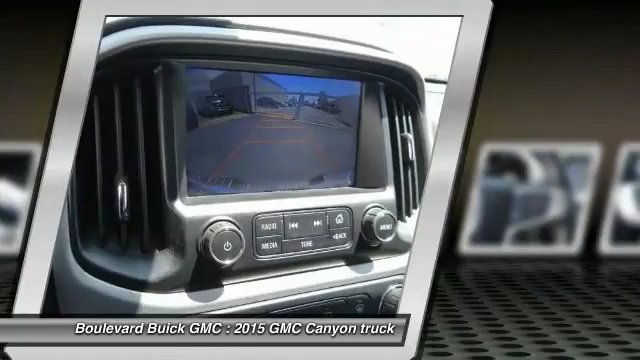 RADIO
MEDIA
TONE
BACK
MENU
Boulevard Buick GMC : 2015 GMC Canyon truck